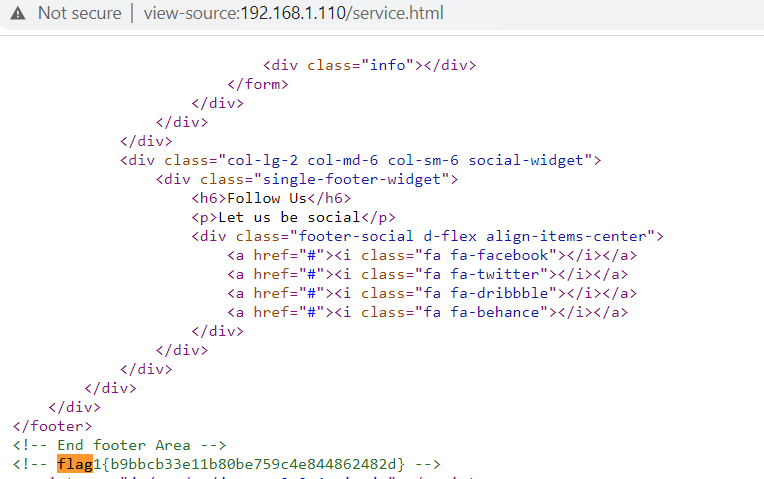 Not secure | view-source:192.168.1.110/service.html
<div class="info"></div>
</form>
</div>
</div>
</div>
<div class="col-lg-2 col-md-6 col-sm-6 social-widget">
<div class="single-footer-widget">
<h6>Follow Us</h6>
<p>Let us be social</p>
<div class="footer-social d-flex align-items-center">
<a href="#"><i class="fa fa-facebook"></i></a>
<a href="#"><i class="fa fa-twitter"></i></a>
<a href="#"><i class="fa fa-dribbble"></i></a>
<a href="#"><i class="fa fa-behance"></i></a>
</div>
</div>
</div>
</div>
</div>
</footer>
<!-- End footer Area -->
<!-- flag1{b9bbcb33e11b80be759c4e844862482d} -->